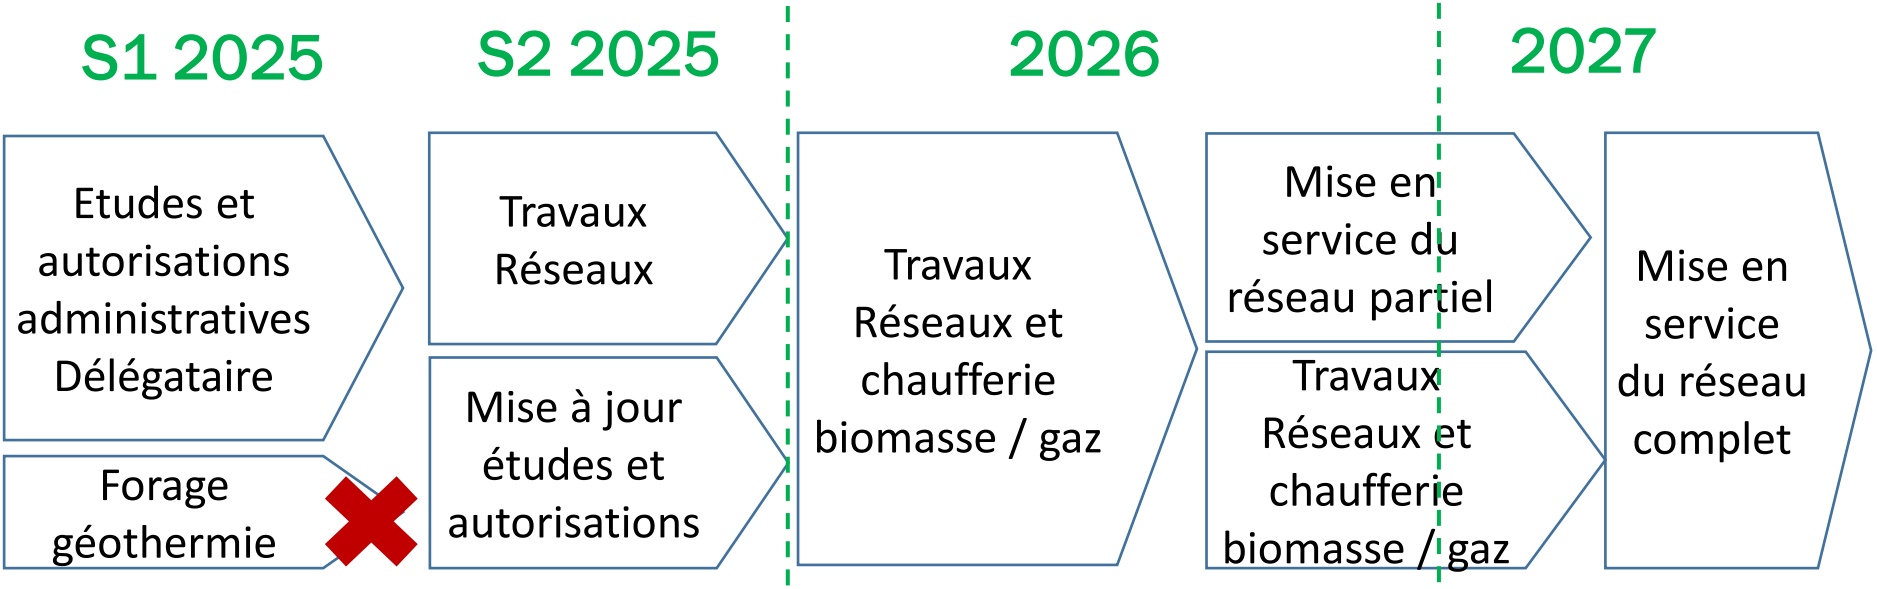 S1 2025
S2 2025
2026
2027
Etudes et
autorisations
administratives
Délégataire
Forage
géothermie
Travaux
Réseaux
Mise à jour
études et
autorisations
Travaux
Réseaux et
chaufferie
biomasse / gaz
Mise en
service du
réseau partiel
Travaux
Réseaux et
chaufferie
biomasse / gaz
Mise en
service
du réseau
complet